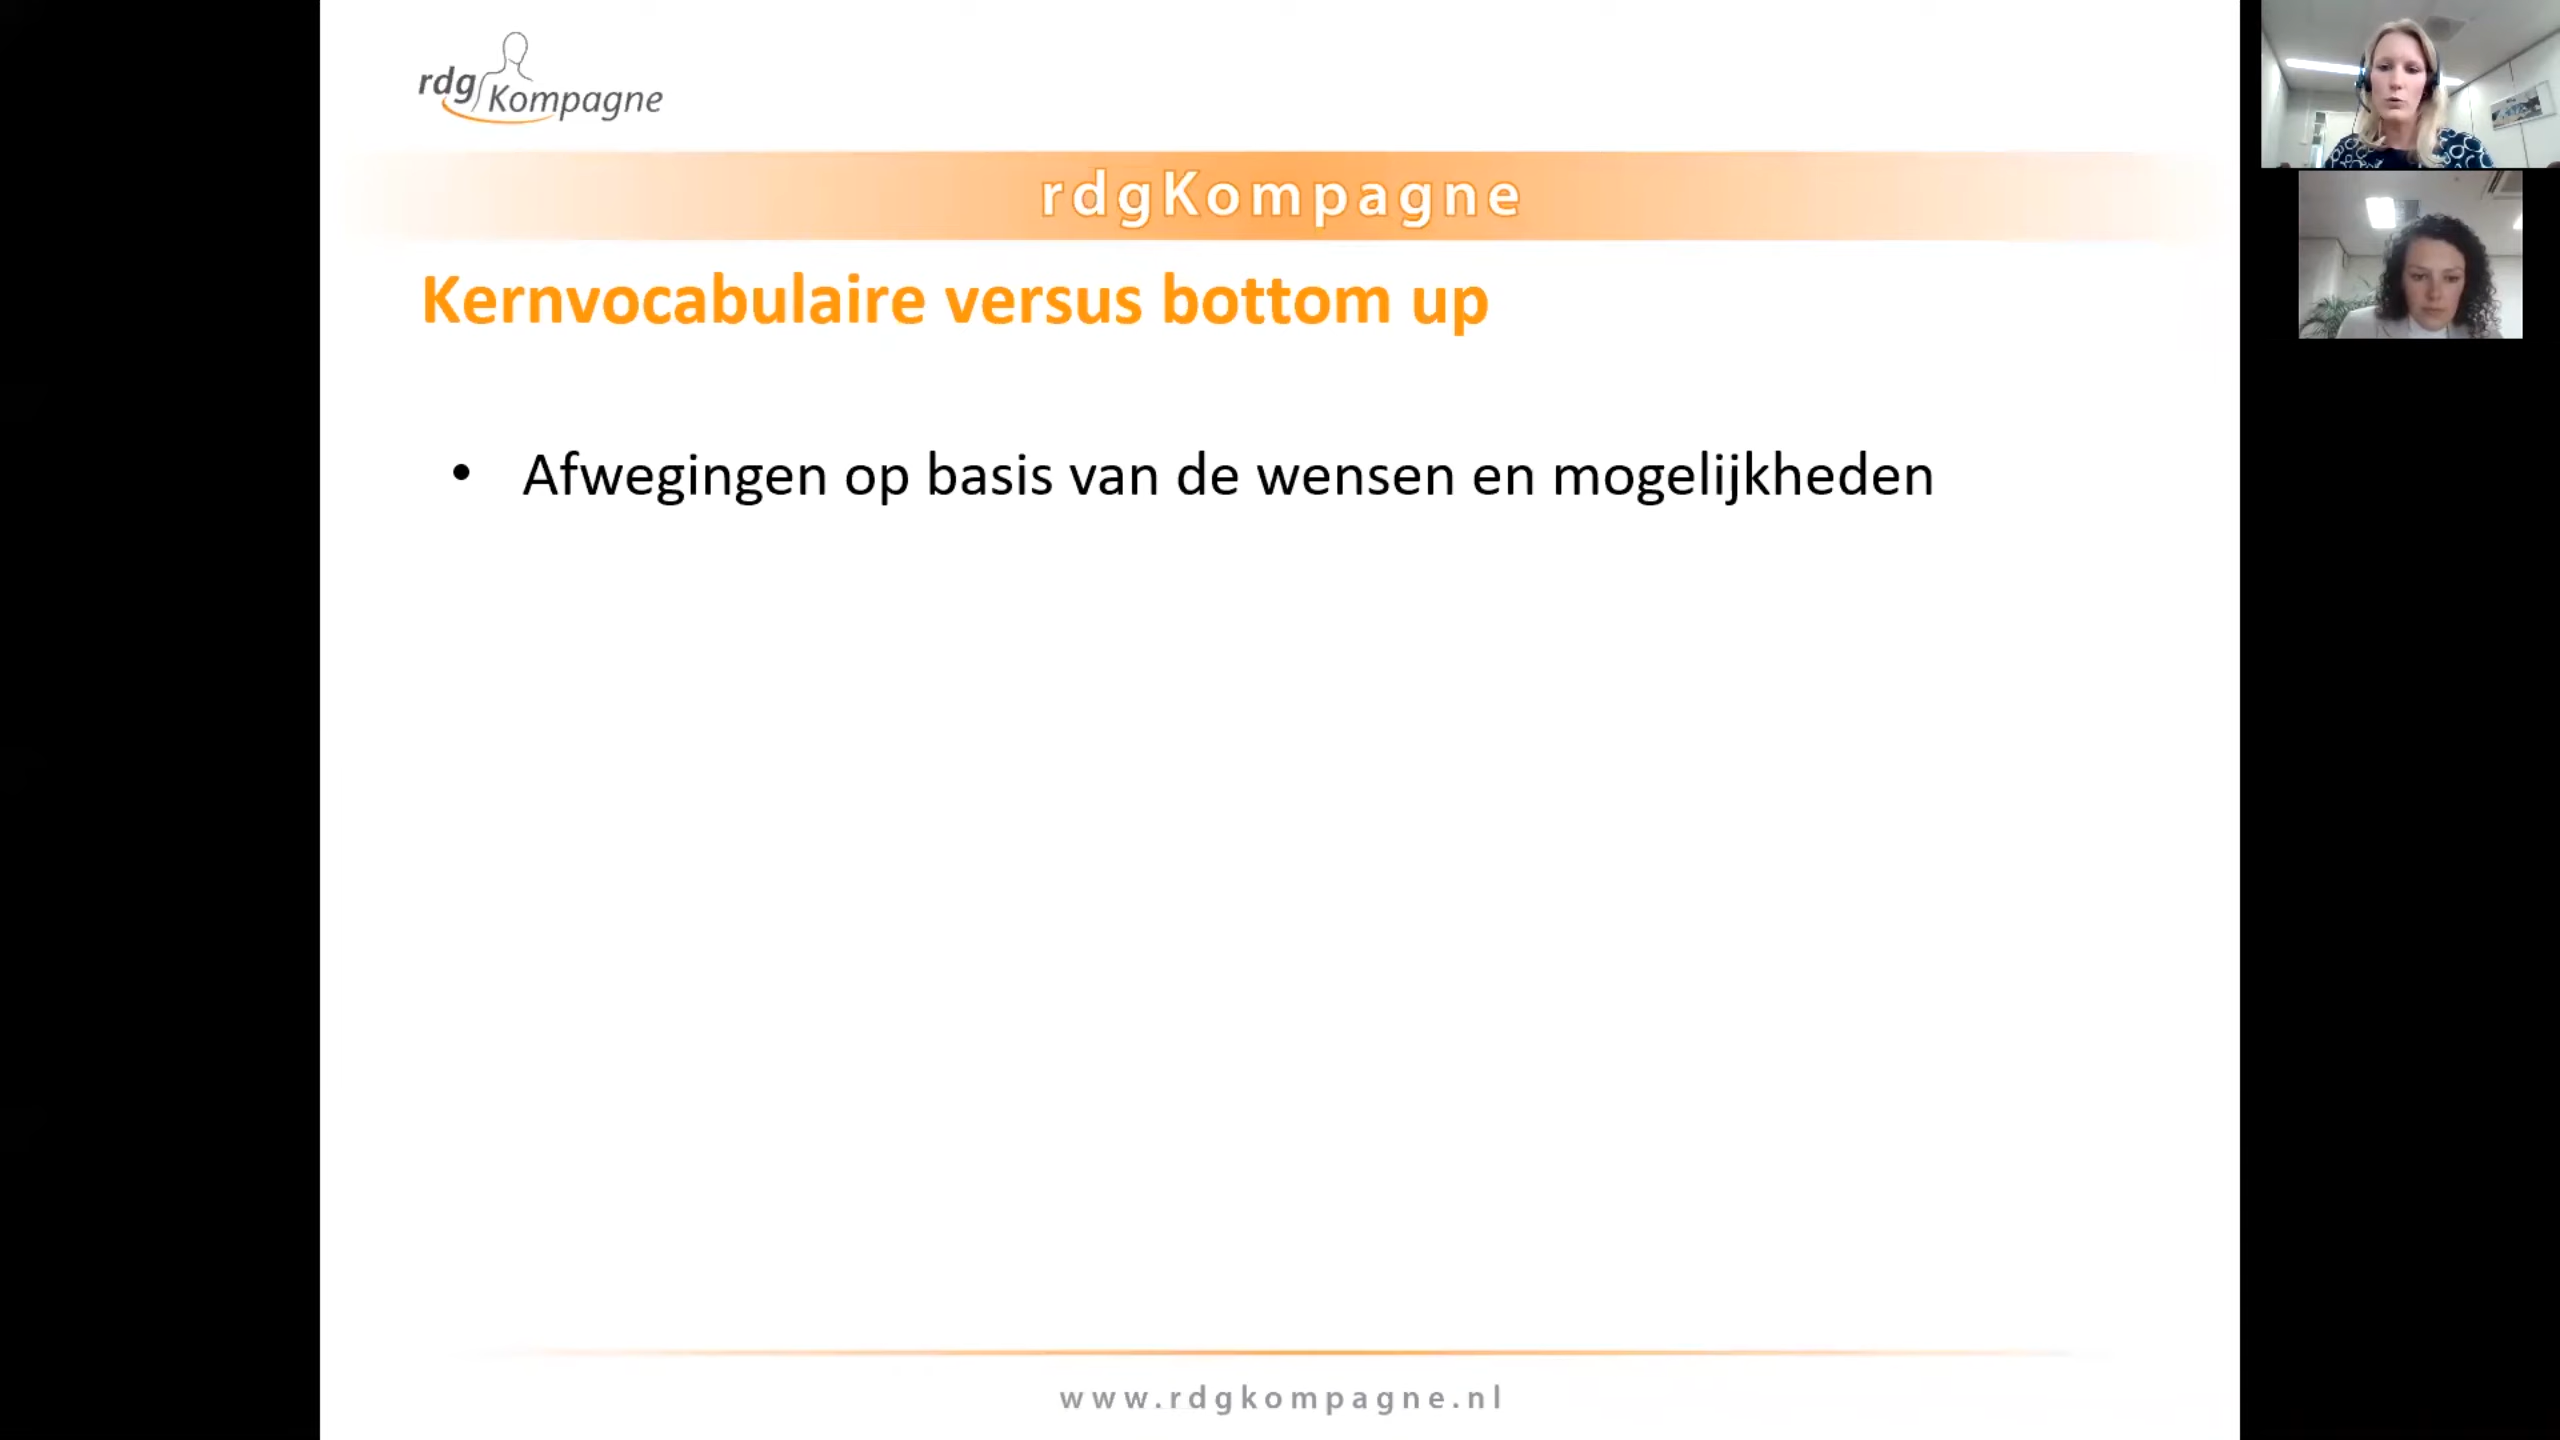 rdg Kompagne
rdgKompagne
Kernvocabulaire versus bottom up
• Afwegingen op basis van de wensen en mogelijkheden
www.rdgkompagne.nl